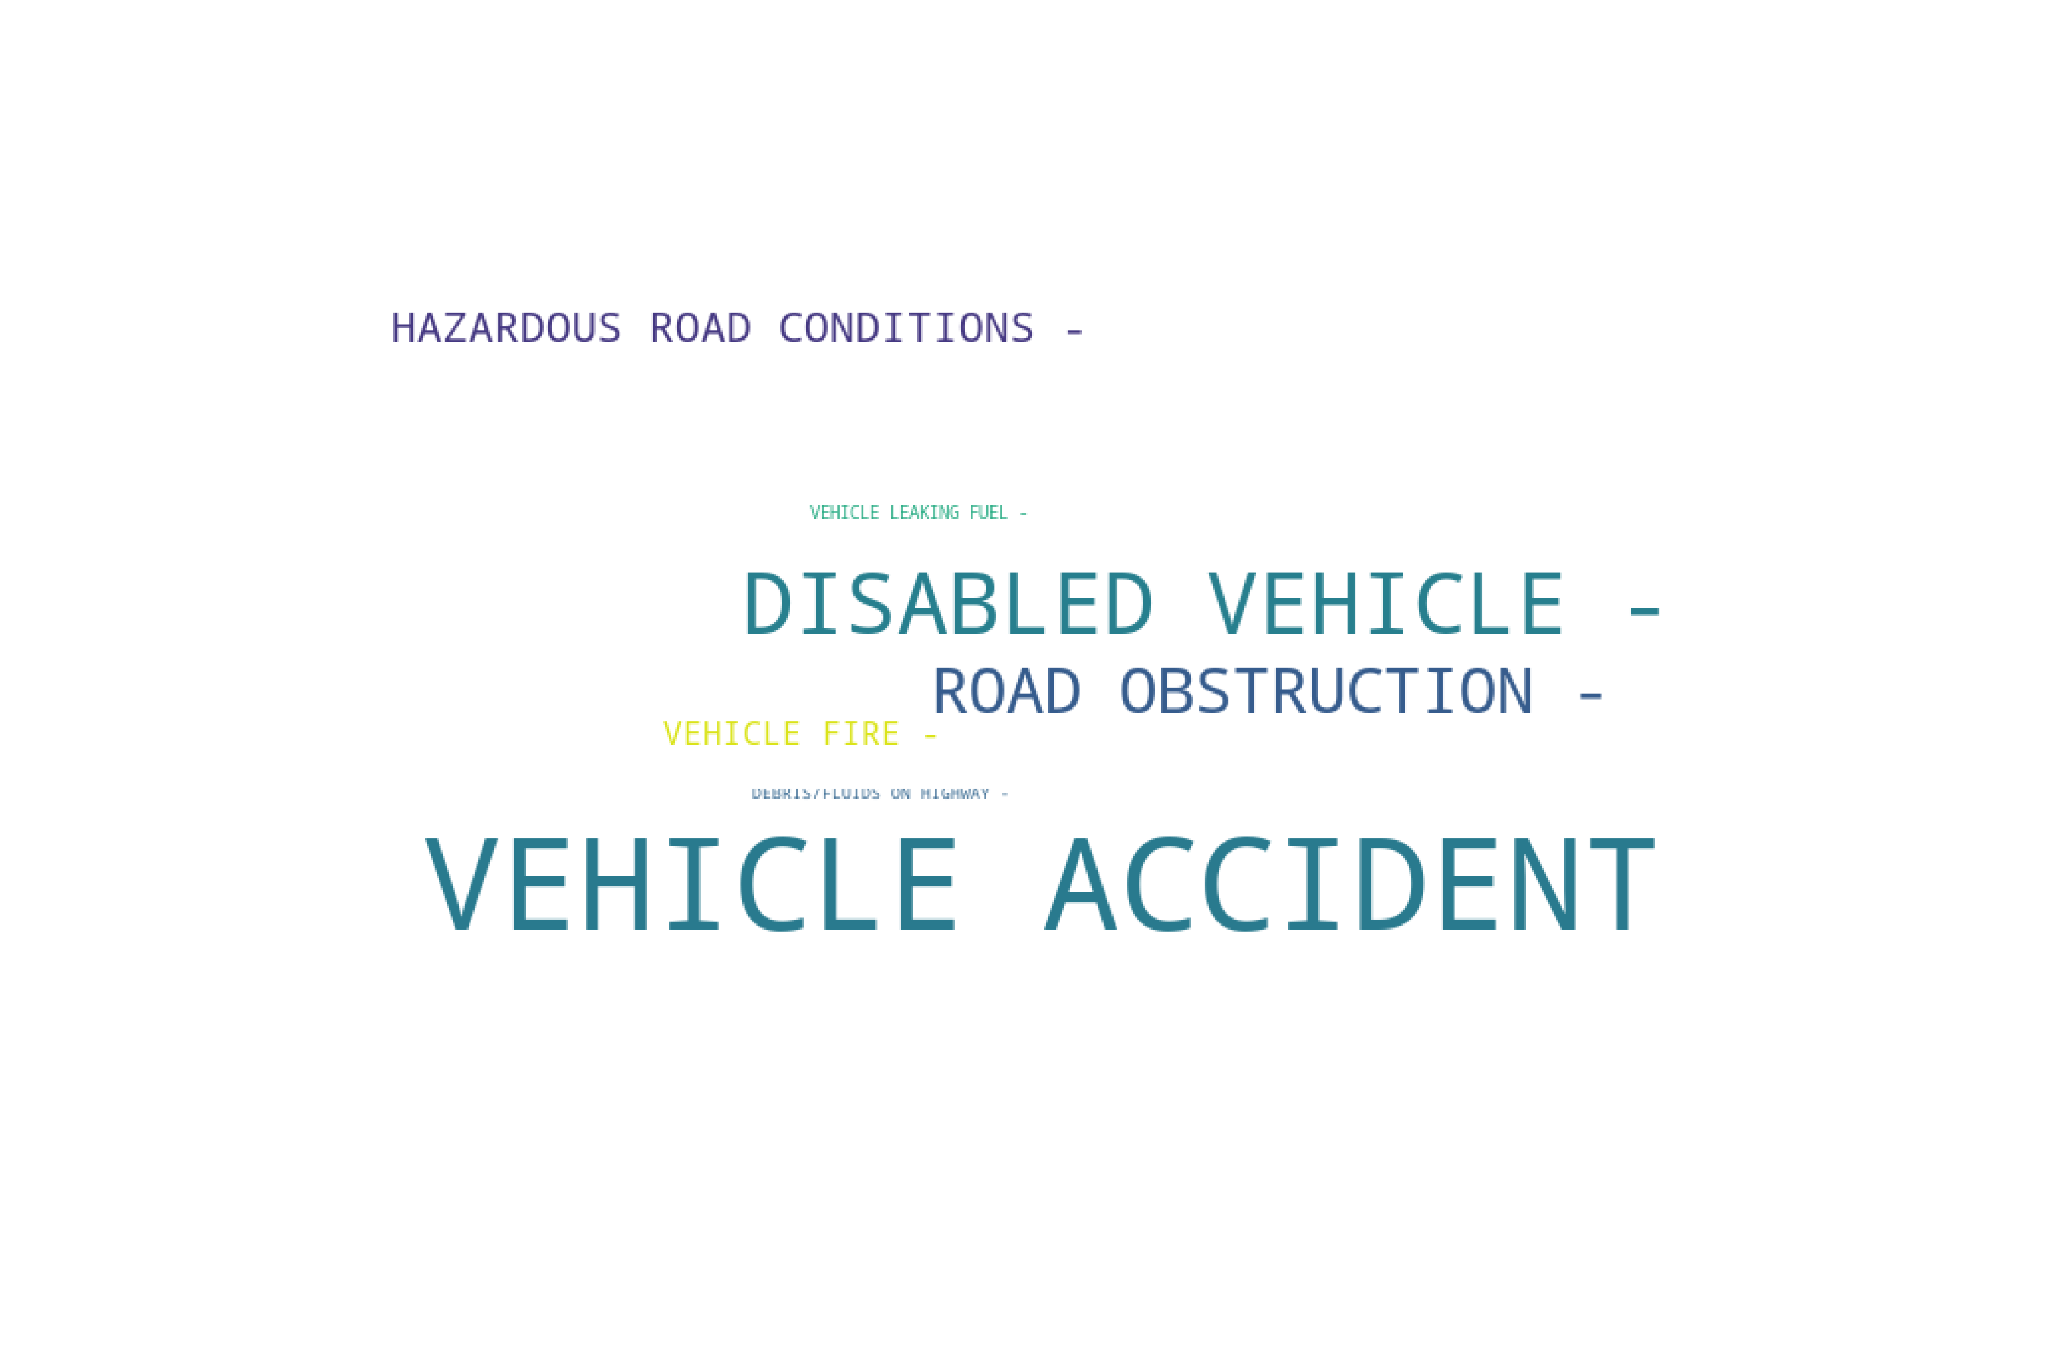 HAZARDOUS ROAD CONDITIONS -
VEHICLE LEAKING FUEL -
DISABLED VEHICLE -
ROAD OBSTRUCTION -
VEHICLE FIRE -
DEBRIS/FLUIDS ON HIGHWAY -
VEHICLE ACCIDENT